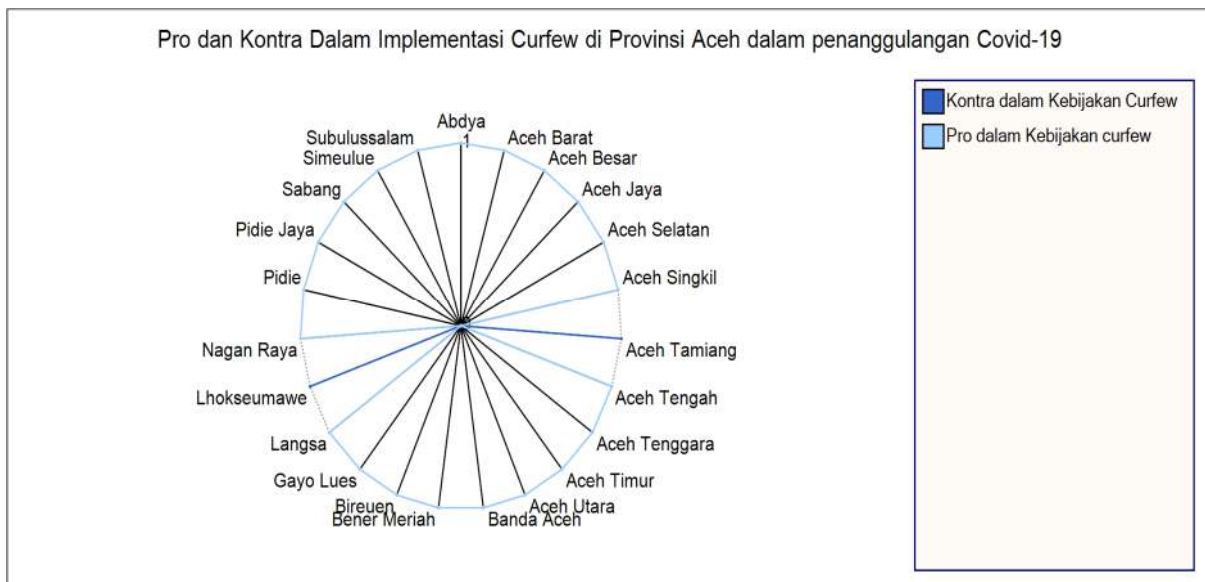 Pro dan Kontra Dalam Implementasi Curfew di Provinsi Aceh dalam penanggulangan Covid-19
Kontra dalam Kebijakan Curfew
Pro dalam Kebijakan curfew
Abdya
1
Aceh Barat
Aceh Besar
Aceh Jaya
Aceh Selatan
Aceh Singkil
Aceh Tamiang
Aceh Tengah
Aceh Tenggara
Aceh Timur
Aceh Utara
Banda Aceh
Bener Meriah
Bireuen
Gayo Lues
Langsa
Lhokseumawe
Nagan Raya
Pidie
Pidie Jaya
Sabang
Simeulue
Subulussalam